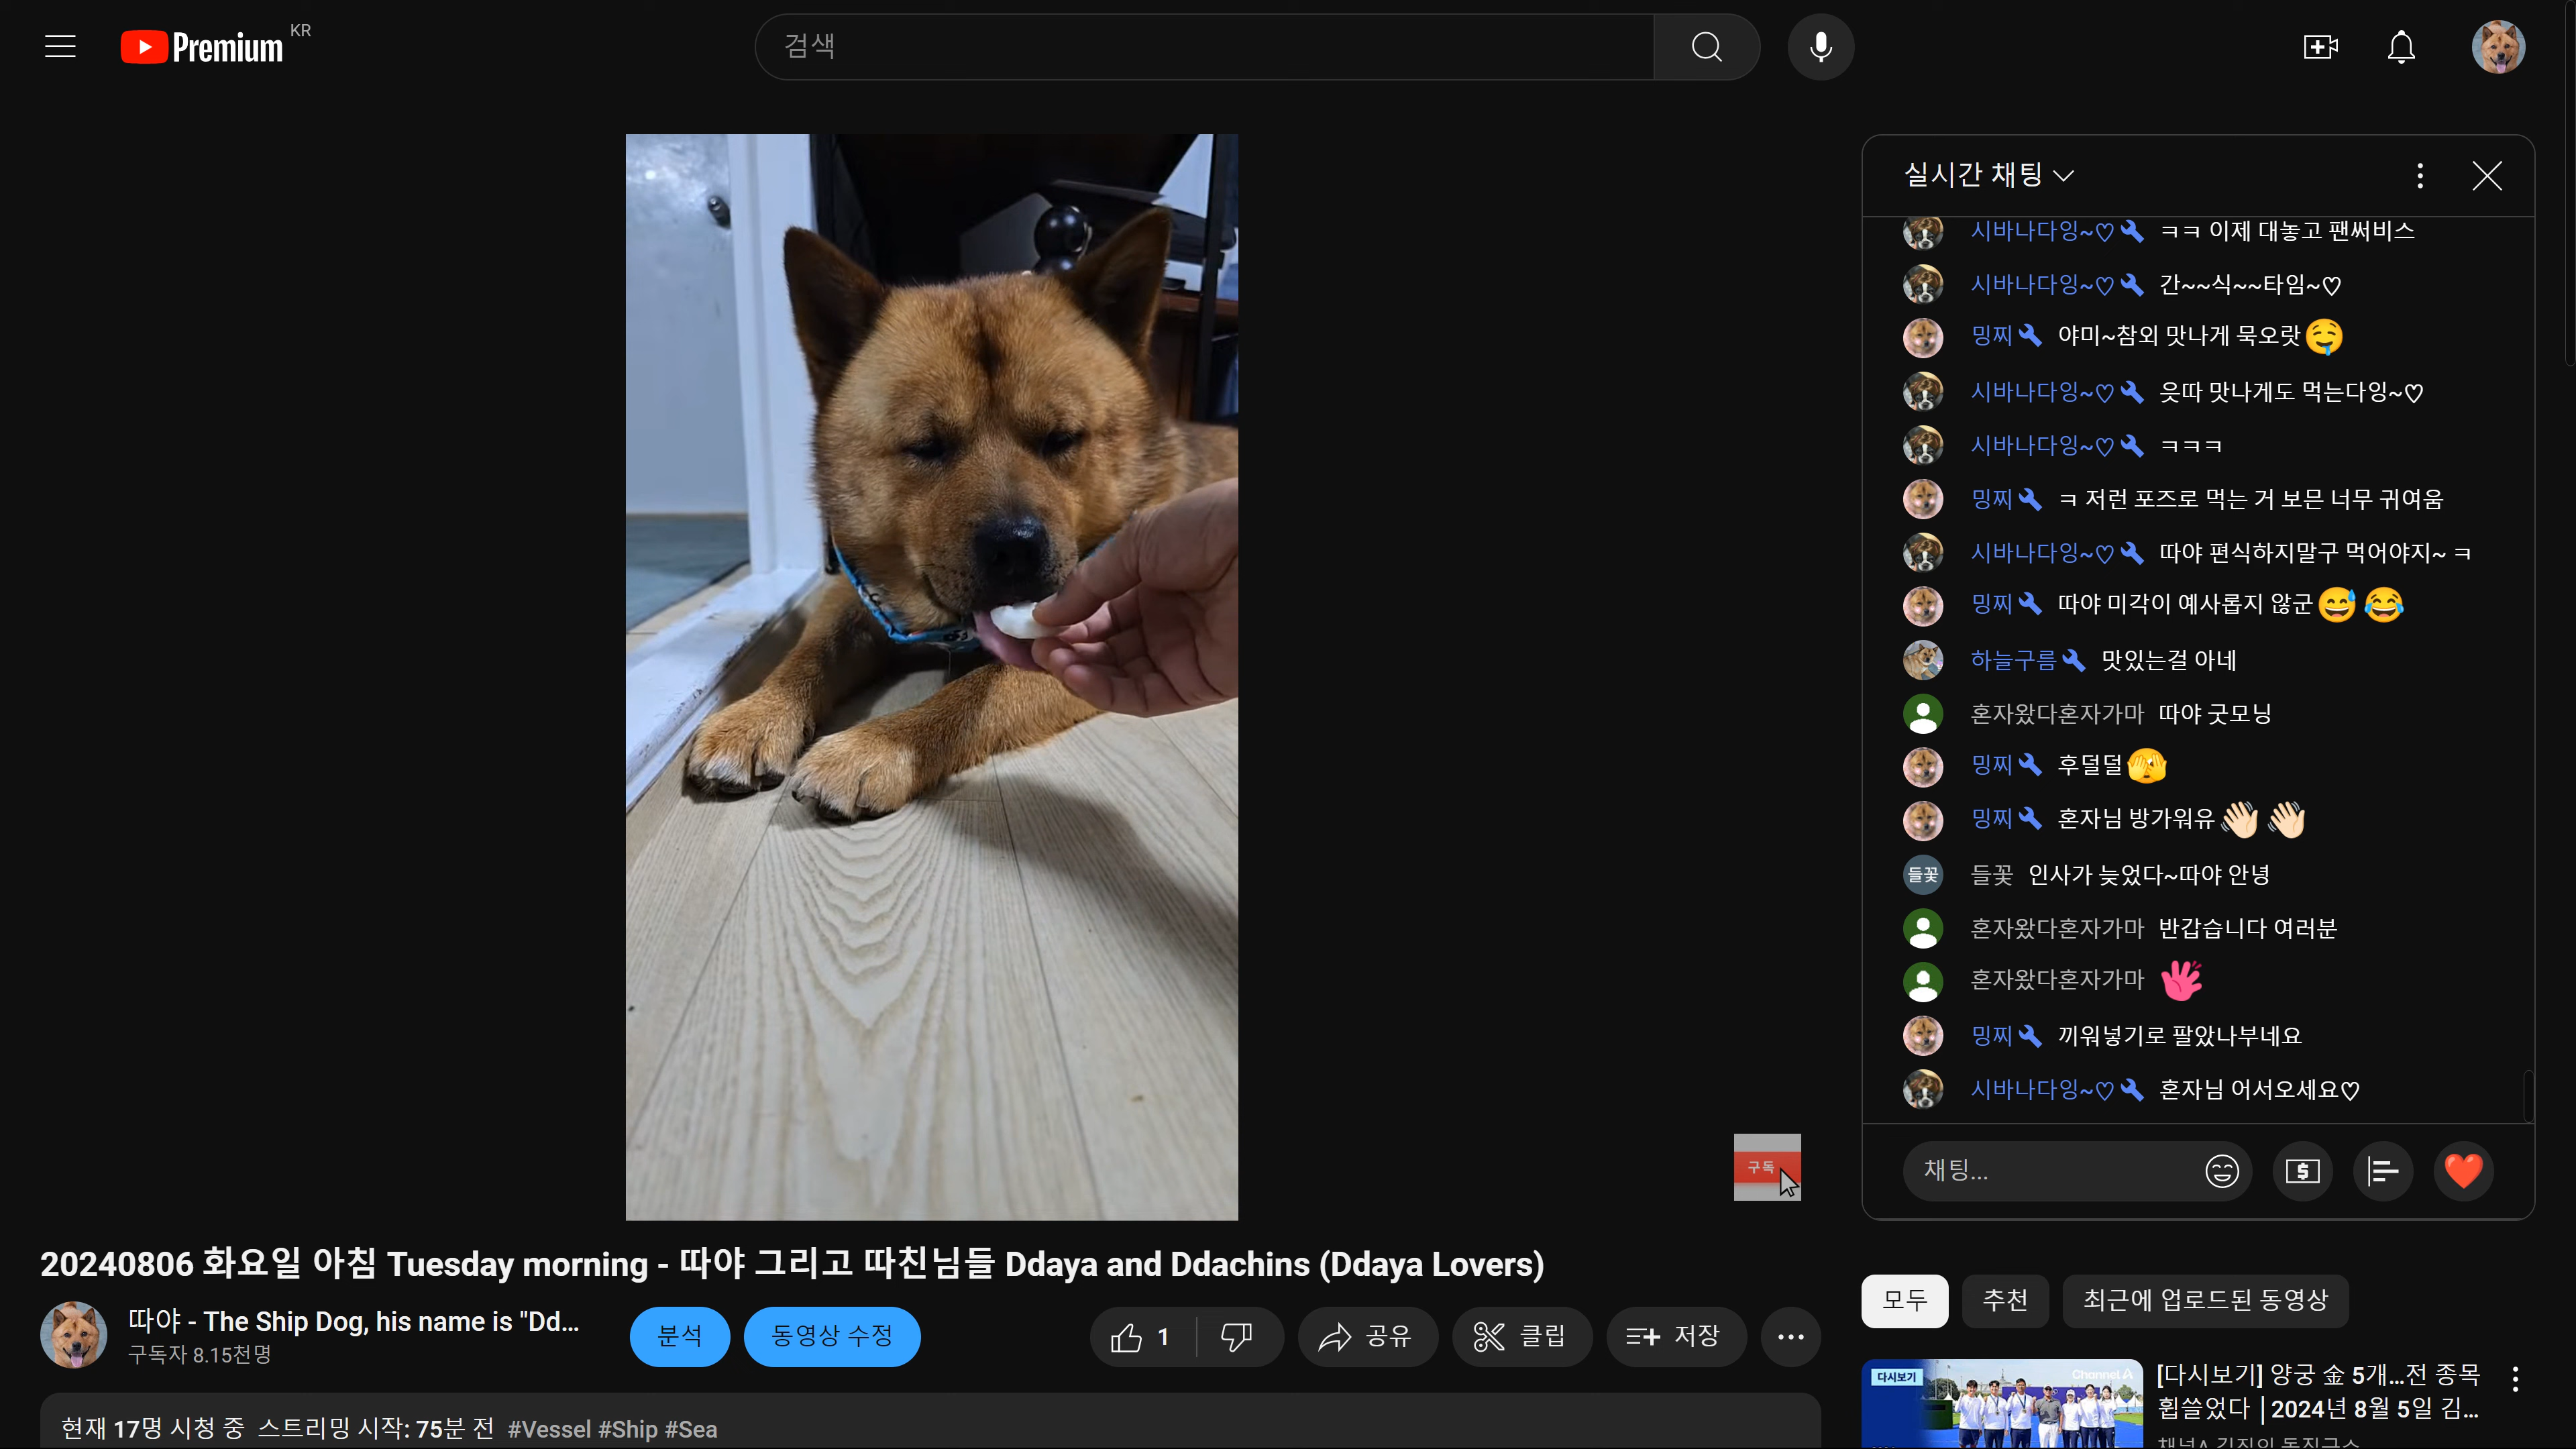 Premium KR
검색
실시간 채팅
시바나다잉~♡ ㅋㅋ 이제 대놓고 팬써비스
시바나다잉~♡ 간~~식~~타임~♡
밍찌 야미~참외 맛나게 묵오랏🤤
시바나다잉~♡ 읏따 맛나게도 먹는다잉~♡
시바나다잉~♡ ㅋㅋㅋ
밍찌 ㅋ 저런 포즈로 먹는 거 보믄 너무 귀여움
시바나다잉~♡ 따야 편식하지말구 먹어야지~ ㅋ
밍찌 따야 미각이 예사롭지 않군😅😂
하늘구름 맛있는걸 아네
혼자왔다혼자가마 따야 굿모닝
밍찌 후덜덜🫣
밍찌 혼자님 방가워유👋🏻👋🏻
들꽃 들꽃 인사가 늦었다~따야 안녕
혼자왔다혼자가마 반갑습니다 여러분
혼자왔다혼자가마
밍찌 끼워넣기로 팔았나부네요
시바나다잉~♡ 혼자님 어서오세요♡
채팅...
구독
20240806 화요일 아침 Tuesday morning - 따야 그리고 따친님들 Ddaya and Ddachins (Ddaya Lovers)
따야 - The Ship Dog, his name is "Dd...
구독자 8.15천명
분석
동영상 수정
1
공유
클립
저장
현재 17명 시청 중 스트리밍 시작: 75분 전 #Vessel #Ship #Sea
모두
추천
최근에 업로드된 동영상
다시보기
Channel A
[다시보기] 양궁 金 5개...전 종목
휩쓸었다 | 2024년 8월 5일 김...